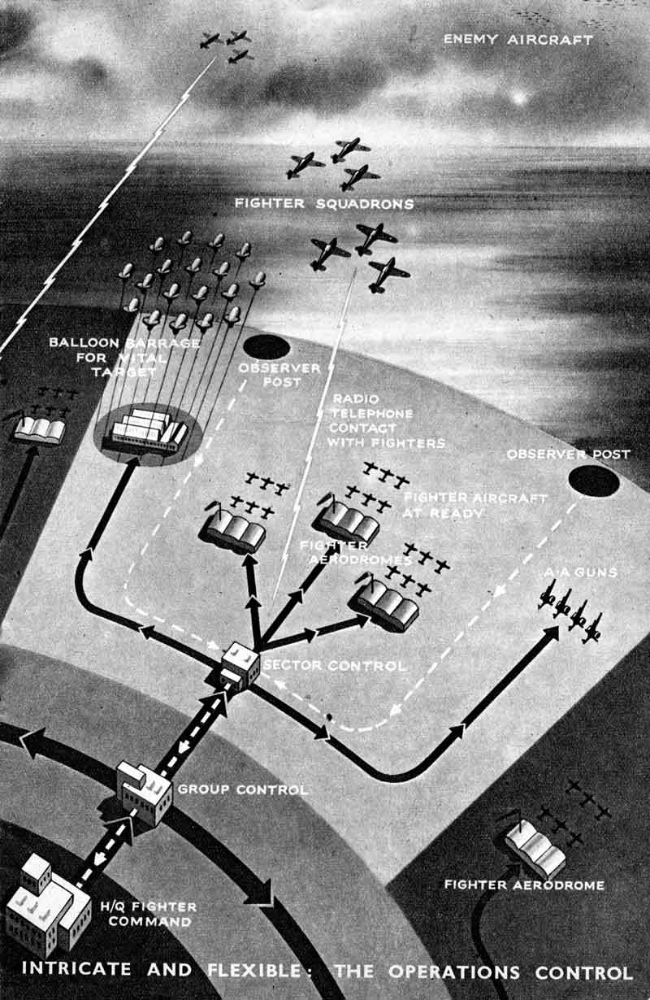 ENEMY AIRCRAFT
FIGHTER SQUADRONS
BALLOON BARRAGE
FOR VITAL
TARGET
OBSERVER
POST
RADIO
TELEPHONE
CONTACT
WITH FIGHTERS
OBSERVER POST
FIGHTER AIRCRAFT
AT READY
FIGHTER
AERODROMES
A·A GUNS
SECTOR CONTROL
GROUP CONTROL
FIGHTER AERODROME
H/Q FIGHTER
COMMAND
INTRICATE AND FLEXIBLE: THE OPERATIONS CONTROL